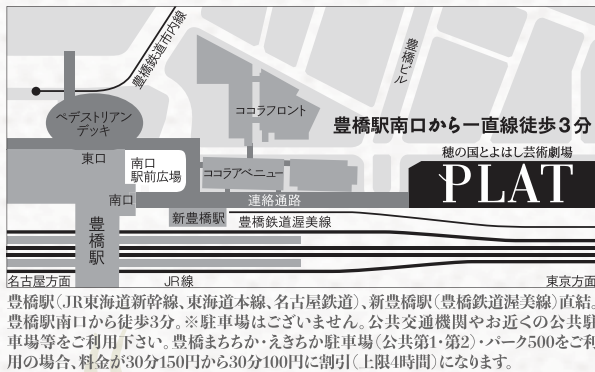 豊橋鉄道市内線
豊橋ビル
ペデストリアン
デッキ
ココラフロント
豊橋駅南口から一直線徒歩3分
東口
南口
駅前広場
ココラアベニュー
穂の国とよはし芸術劇場
PLAT
南口
連絡通路
新豊橋駅
豊橋鉄道渥美線
豊橋駅
名古屋方面
JR線
東京方面
豊橋駅(JR東海道新幹線、東海道本線、名古屋鉄道)、新豊橋駅(豊橋鉄道渥美線)直結。
豊橋駅南口から徒歩3分。※駐車場はございません。公共交通機関やお近くの公共駐
車場等をご利用下さい。豊橋まちちか・えきちか駐車場(公共第1・第2)・パーク500をご利
用の場合、料金が30分150円から30分100円に割引(上限4時間)になります。